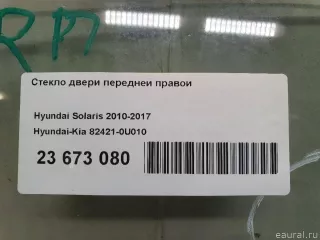 Стекло двери передней правой
Hyundai Solaris 2010-2017
Hyundai-Kia 82421-0U010
23 673 080
eaural.ru